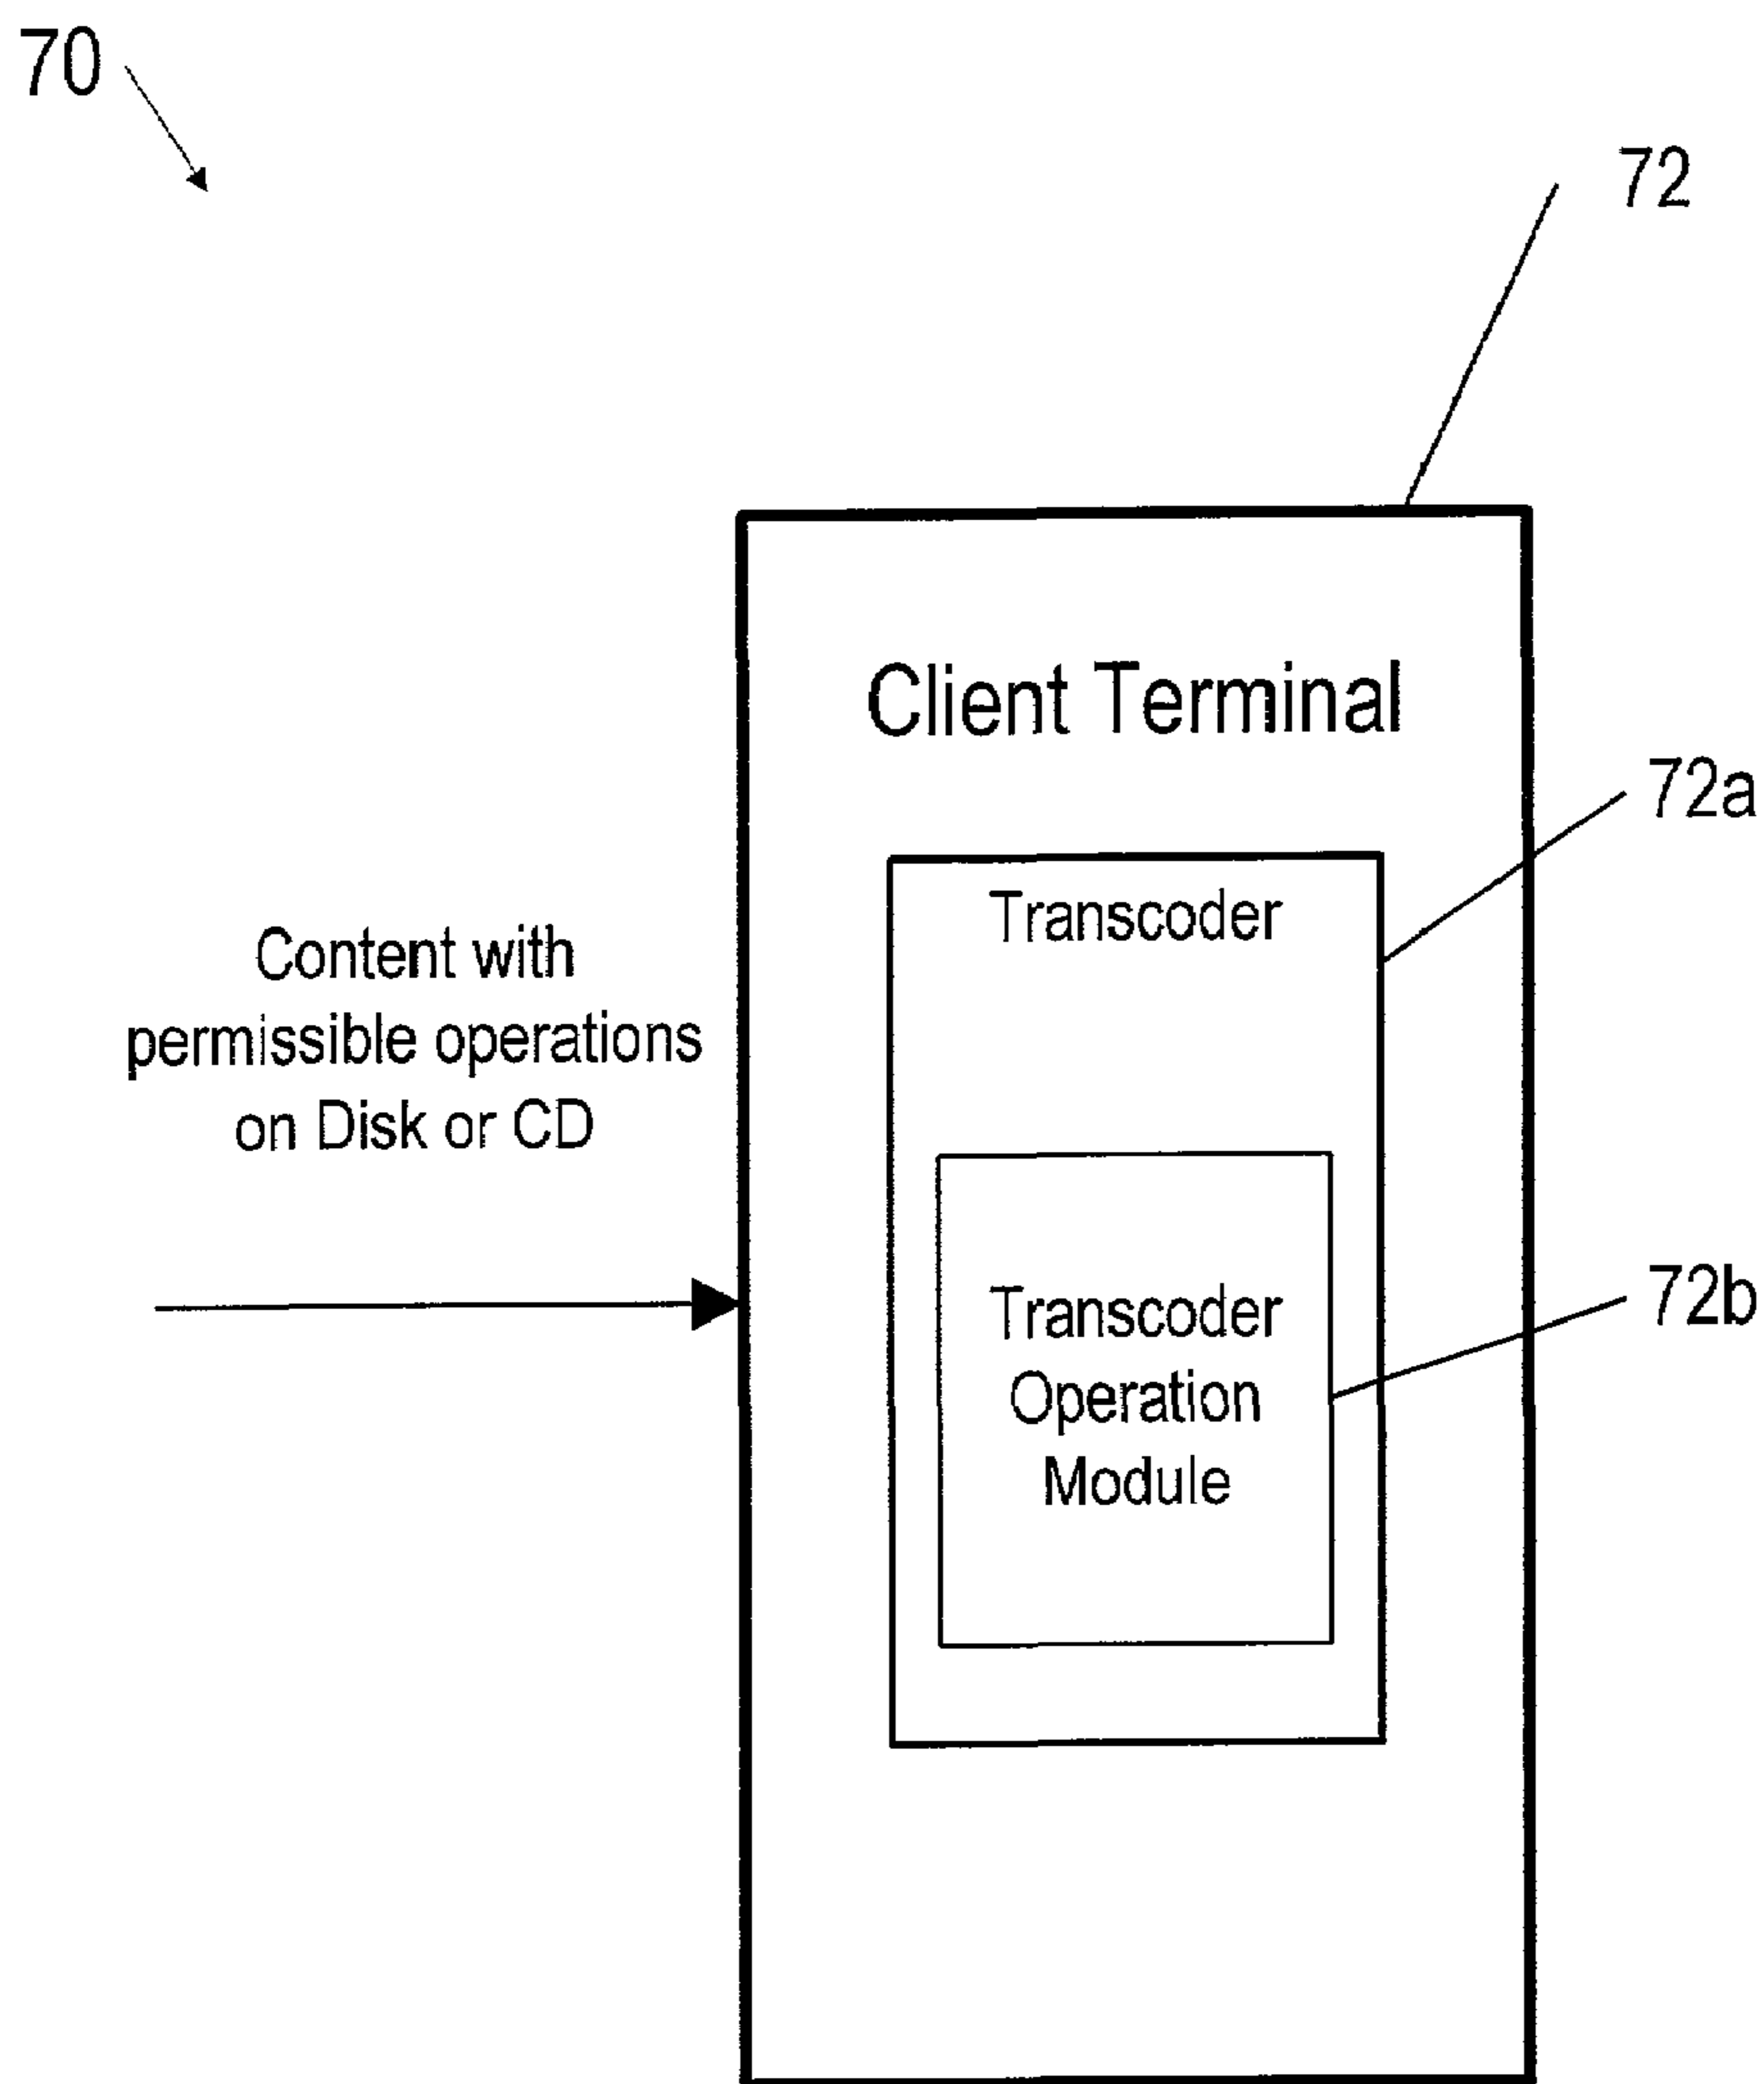 70
72
Client Terminal
72a
Transcoder
Content with
permissible operations
on Disk or CD
72b
Transcoder
Operation
Module